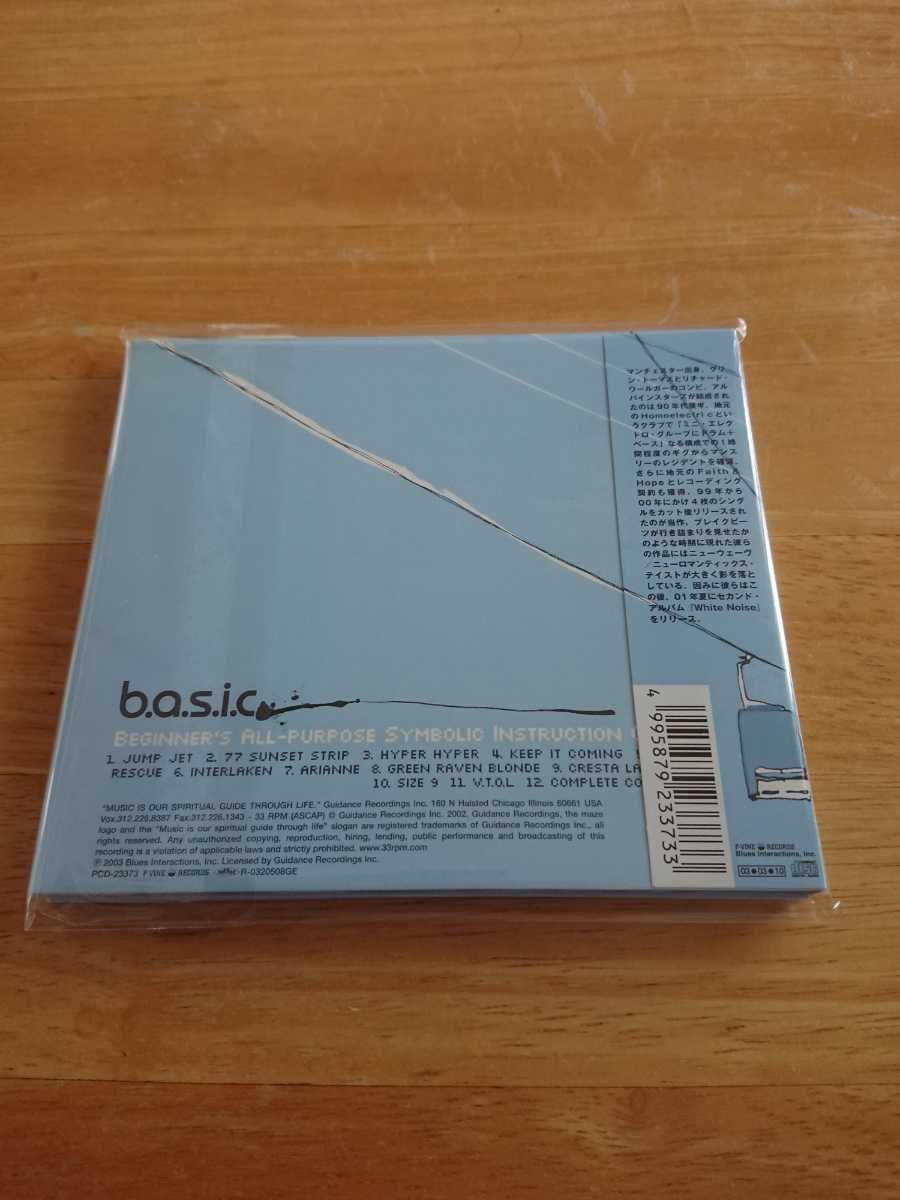 マンチェスター出身、グリ
ン・トーマスとリチャード・
ウールガーのコンビ、アル
パインスターズが結成され
たのは90年代後半。地元
のHomoelectricとい
うクラブで『ミニ・エレク
トロ・グループにドラム+
ベース』なる構成での1時
間程度のギグからマンス
リーのレジデントを確得、
さらに地元のFaith &
Hopeとレコーディング
契約も獲得。99年から
00年にかけ4枚のシング
ルをカット後リリースされ
たのが当作。ブレイクビー
ツが行き詰まりを見せたか
のような時期に現れた彼ら
の作品にはニューウェーヴ
/ニューロマンティックス・
テイストが大きく影を落と
している。因みに彼らはこ
の後、01年夏にセカンド・
アルバム『White Noise』
をリリース。
b.a.s.i.c.
BEGINNER'S ALL-PURPOSE SYMBOLIC INSTRUCTION
1. JUMP JET 2. 77 SUNSET STRIP 3. HYPER HYPER 4. KEEP IT COMING
RESCUE 6. INTERLAKEN 7. ARIANNE 8. GREEN RAVEN BLONDE 9. CRESTA LA
10. SIZE 9 11. V.T.O.L 12. COMPLETE CO
"MUSIC IS OUR SPIRITUAL GUIDE THROUGH LIFE." Guidance Recordings Inc. 160 N Halsted Chicago Illinois 60661 USA
Vox.312.226.8387 Fax.312.226.1343 - 33 RPM (ASCAP) © Guidance Recordings Inc. 2002. Guidance Recordings, the maze
logo and the "Music is our spiritual guide through life" slogan are registered trademarks of Guidance Recordings Inc., all
rights reserved. Any unauthorized copying, reproduction, hiring, lending, public performance and broadcasting of this
recording is a violation of applicable laws and strictly prohibited. www.33rpm.com
℗ 2003 Blues Interactions, Inc. Licensed by Guidance Recordings Inc.
PCD-23373 P-VINE RECORDS R-0320508GE
4 995879 233733
P-VINE RECORDS
Blues Interactions, Inc.
03●03●10